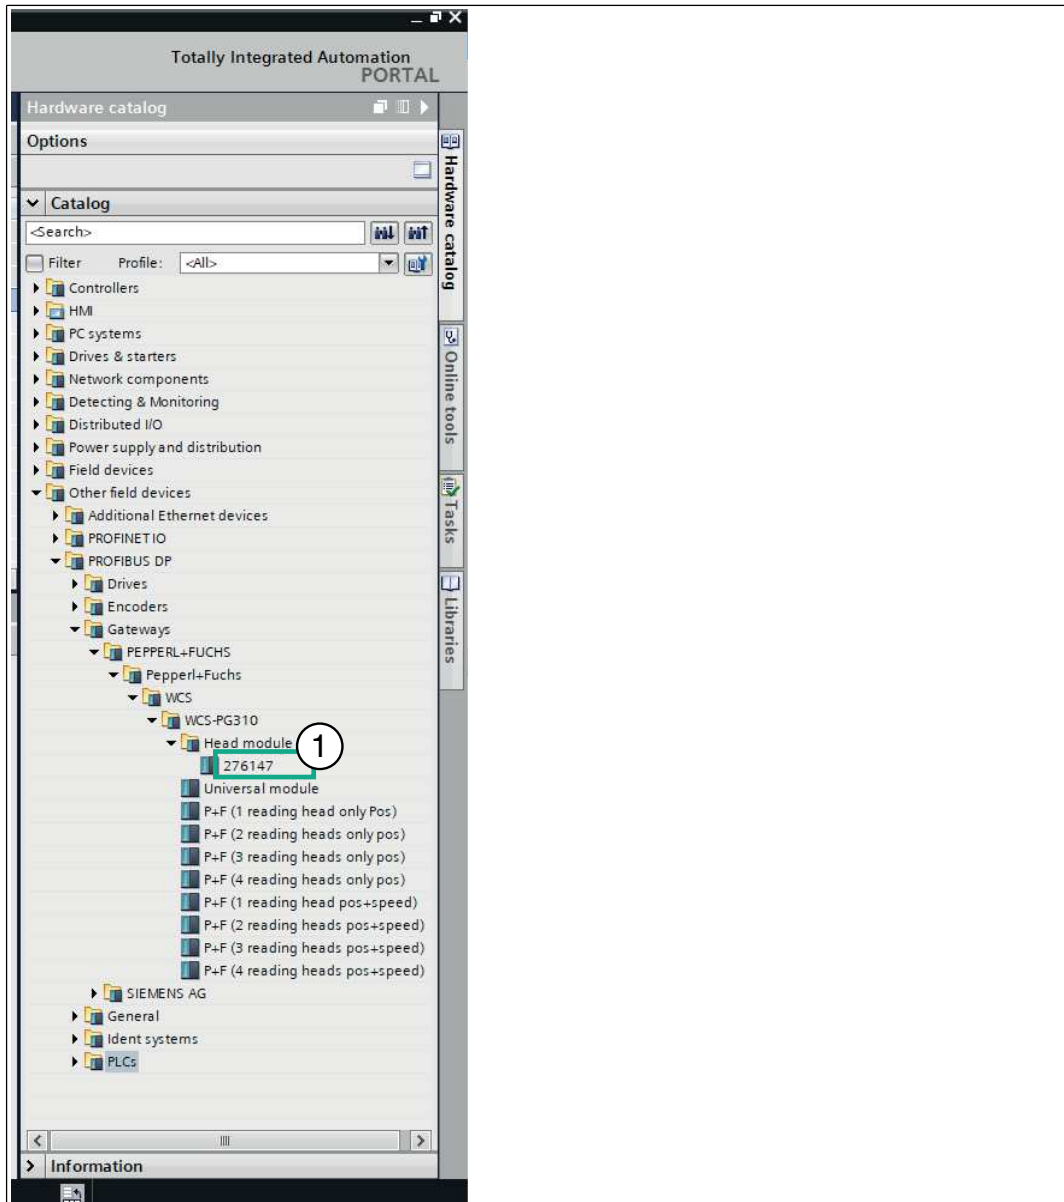 Totally Integrated Automation
PORTAL
Hardware catalog
Options
Catalog
<Search>
Filter Profile: <All>
Controllers
HMI
PC systems
Drives & starters
Network components
Detecting & Monitoring
Distributed I/O
Power supply and distribution
Field devices
Other field devices
Additional Ethernet devices
PROFINET IO
PROFIBUS DP
Drives
Encoders
Gateways
PEPPERL+FUCHS
Pepperl+Fuchs
WCS
WCS-PG310
Head module
1
276147
Universal module
P+F (1 reading head only Pos)
P+F (2 reading heads only pos)
P+F (3 reading heads only pos)
P+F (4 reading heads only pos)
P+F (1 reading head pos+speed)
P+F (2 reading heads pos+speed)
P+F (3 reading heads pos+speed)
P+F (4 reading heads pos+speed)
SIEMENS AG
General
Ident systems
PLCs
Information
Hardware catalog
Online tools
Tasks
Libraries